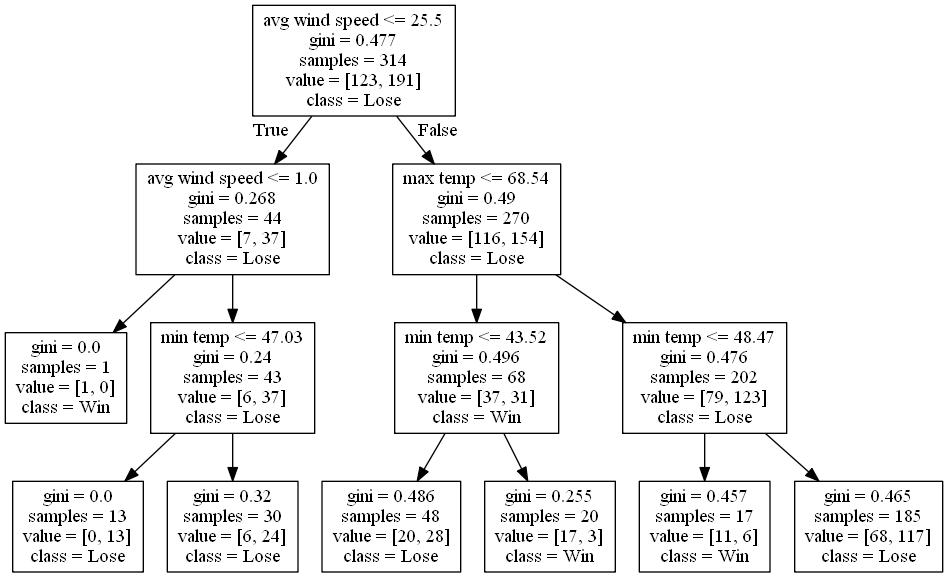 avg wind speed <= 25.5
gini = 0.477
samples = 314
value = [123, 191]
class = Lose
True
False
avg wind speed <= 1.0
gini = 0.268
samples = 44
value = [7, 37]
class = Lose
max temp <= 68.54
gini = 0.49
samples = 270
value = [116, 154]
class = Lose
gini = 0.0
samples = 1
value = [1, 0]
class = Win
min temp <= 47.03
gini = 0.24
samples = 43
value = [6, 37]
class = Lose
min temp <= 43.52
gini = 0.496
samples = 68
value = [37, 31]
class = Win
min temp <= 48.47
gini = 0.476
samples = 202
value = [79, 123]
class = Lose
gini = 0.0
samples = 13
value = [0, 13]
class = Lose
gini = 0.32
samples = 30
value = [6, 24]
class = Lose
gini = 0.486
samples = 48
value = [20, 28]
class = Lose
gini = 0.255
samples = 20
value = [17, 3]
class = Win
gini = 0.457
samples = 17
value = [11, 6]
class = Win
gini = 0.465
samples = 185
value = [68, 117]
class = Lose